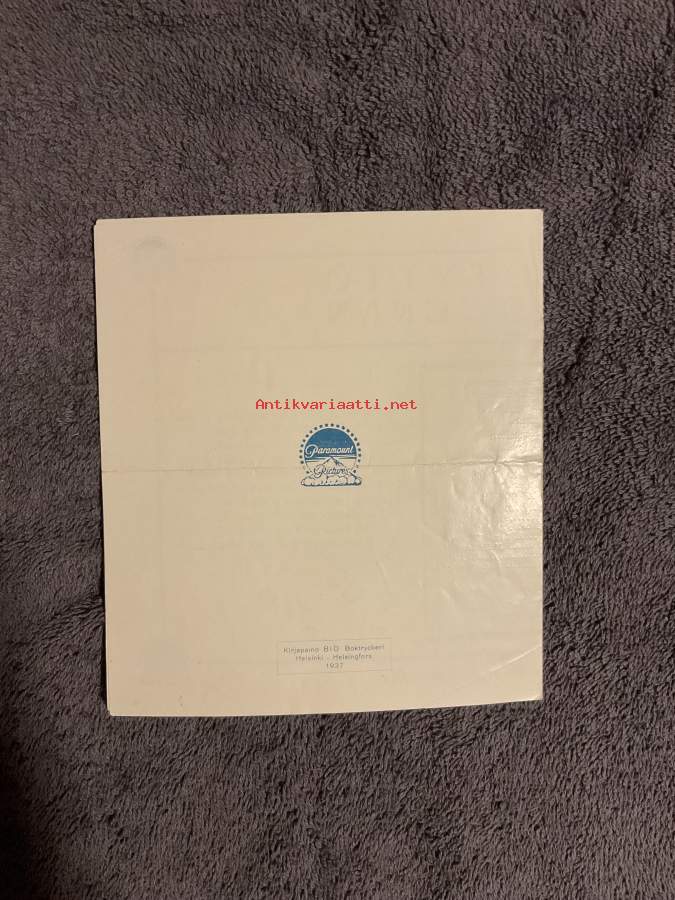 Antikvariaatti.net
Paramount
Pictures
Kirjapaino BIO Boktryckeri
Helsinki - Helsingfors
1937